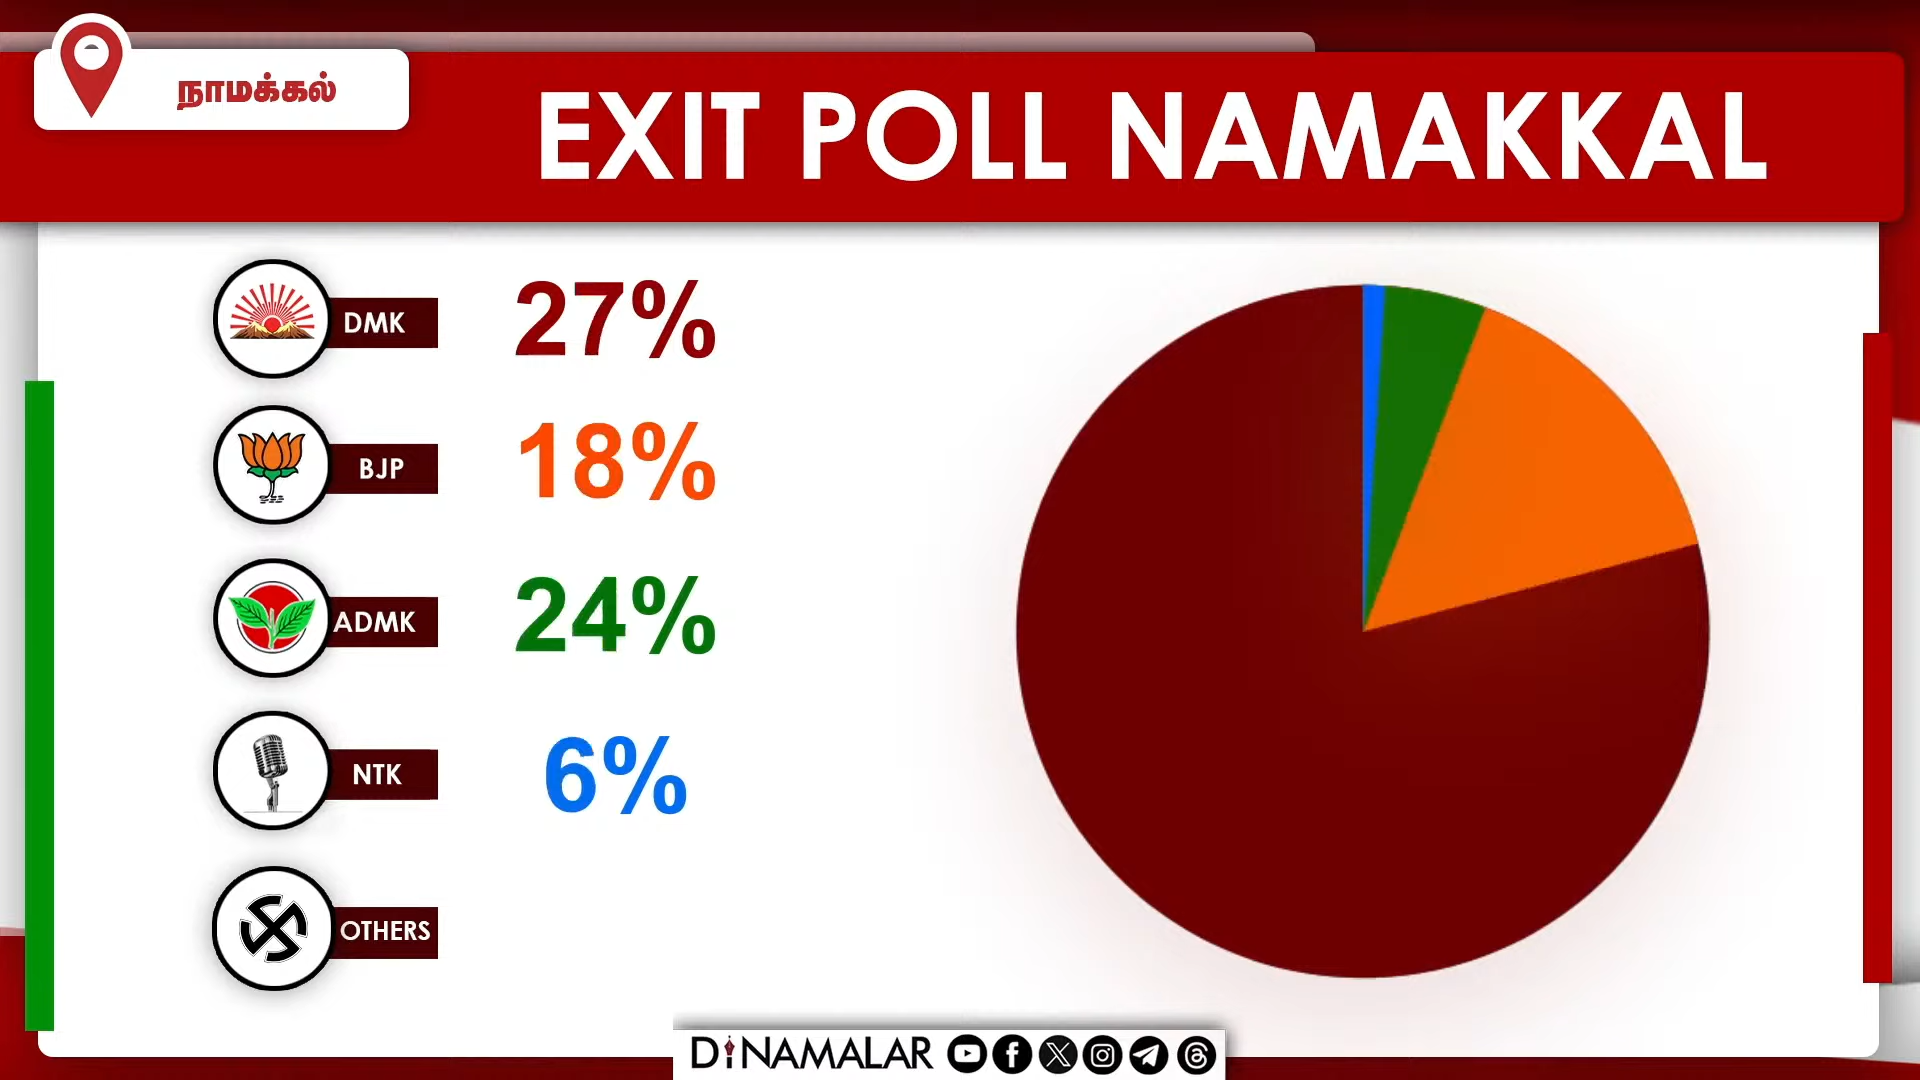 நாமக்கல்
EXIT POLL NAMAKKAL
DMK 27%
BJP 18%
ADMK 24%
NTK 6%
OTHERS
DINAMALAR